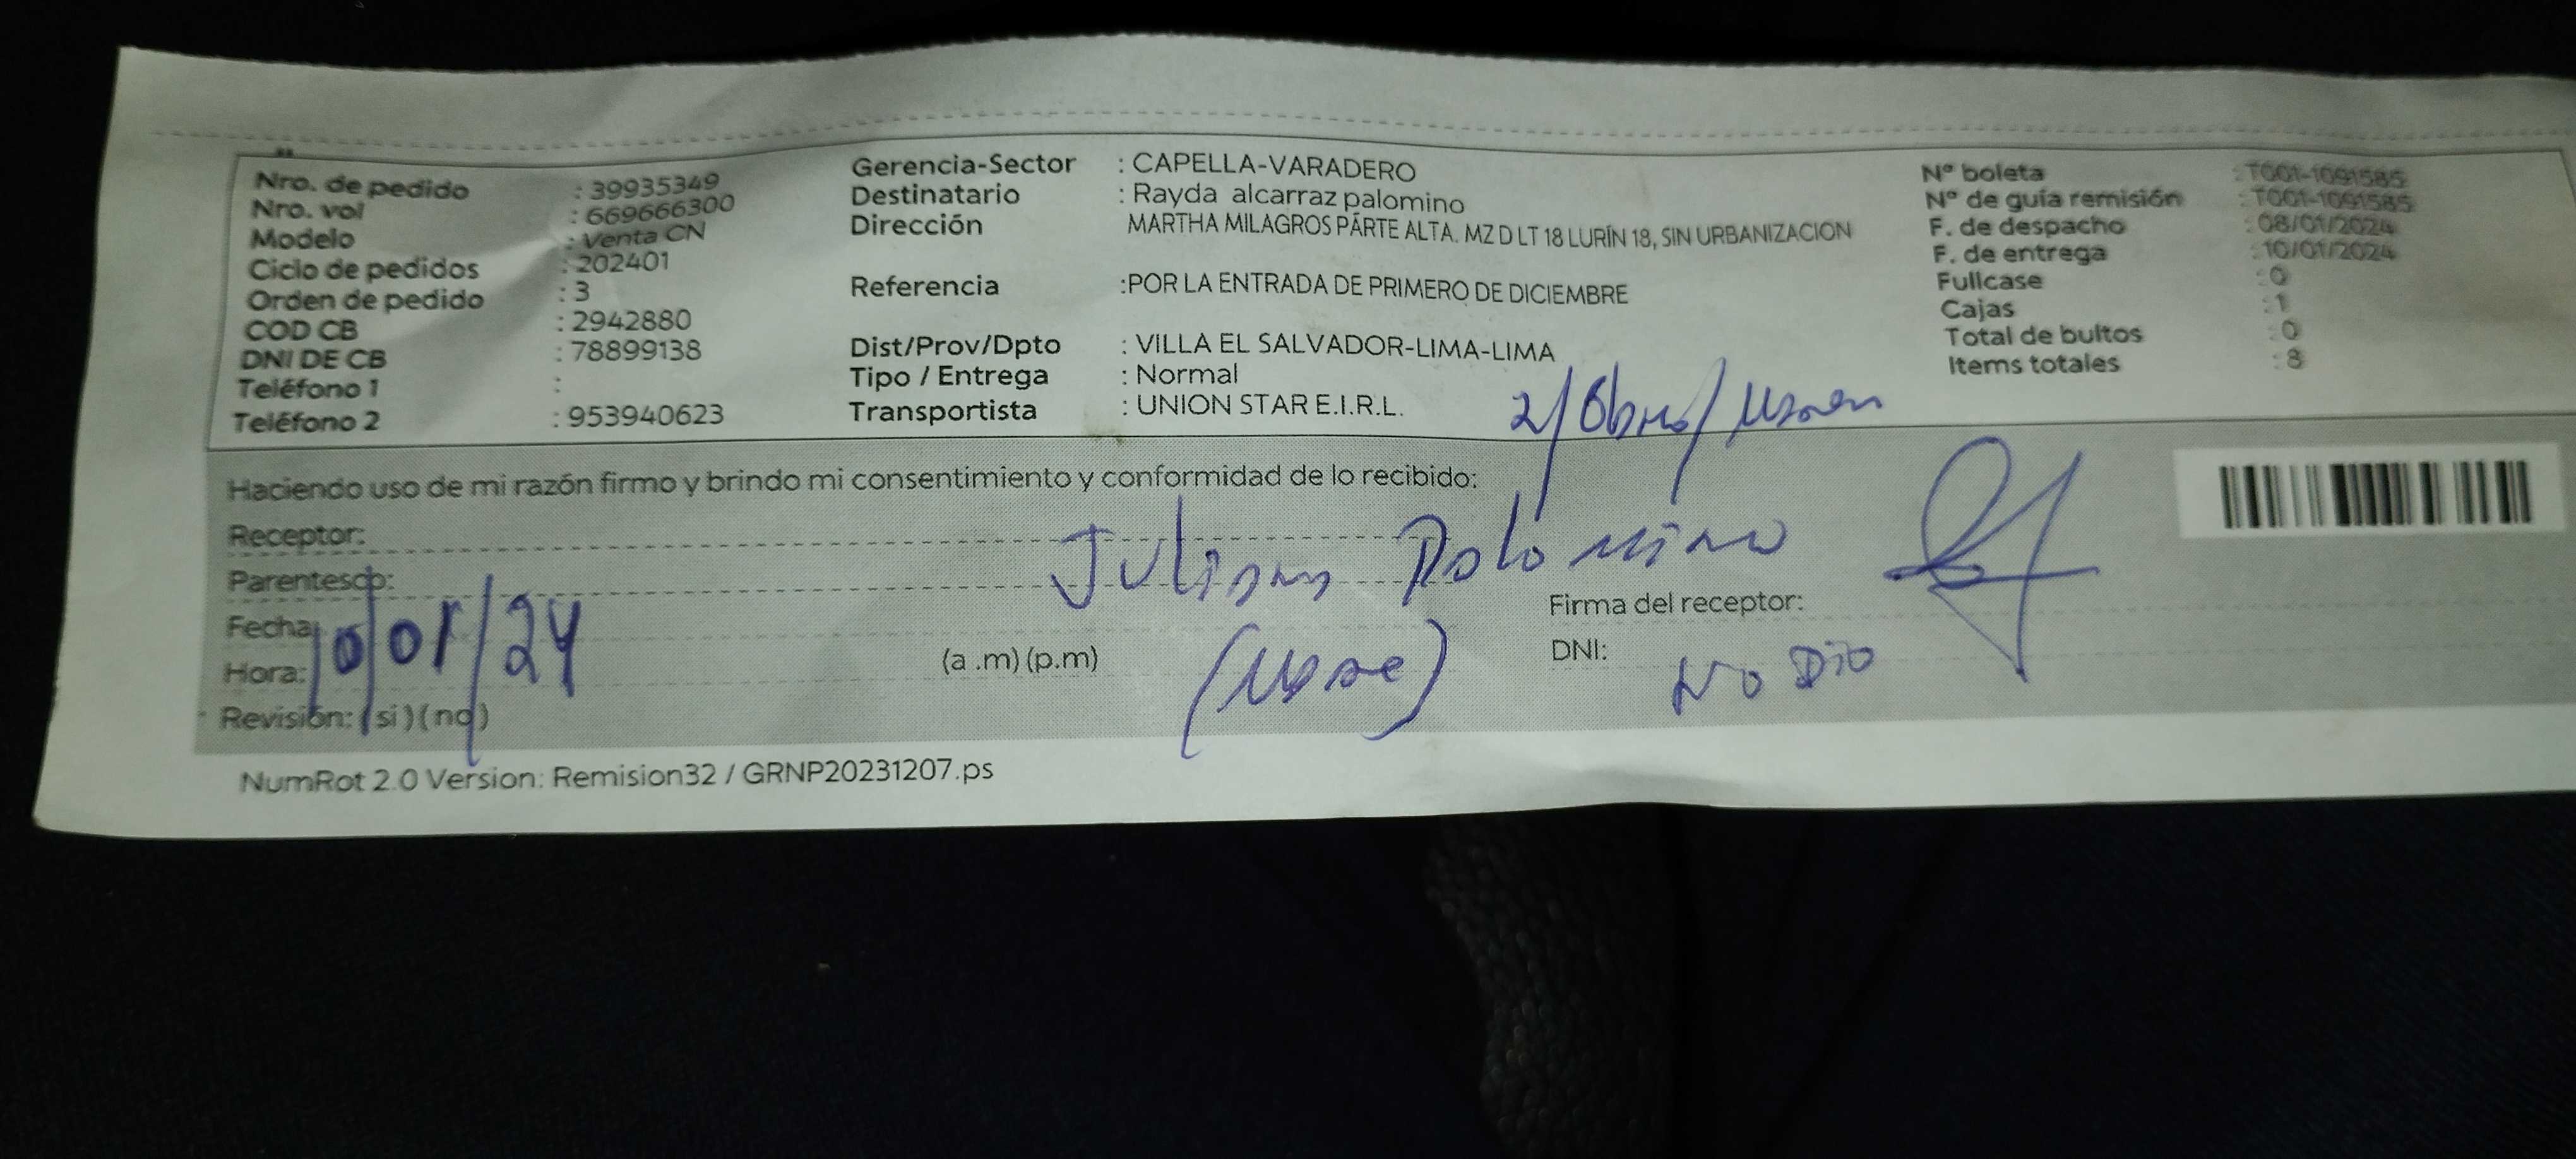 Nro. de pedido : 39935349
Nro. vol : 669666300
Modelo : Venta CN
Ciclo de pedidos : 202401
Orden de pedido : 3
COD CB : 2942880
DNI DE CB : 78899138
Teléfono 1 :
Teléfono 2 : 953940623
Gerencia-Sector : CAPELLA-VARADERO
Destinatario : Rayda alcarraz palomino
Dirección MARTHA MILAGROS PÁRTE ALTA. MZ D LT 18 LURÍN 18, SIN URBANIZACION
Referencia :POR LA ENTRADA DE PRIMERO DE DICIEMBRE
Dist/Prov/Dpto : VILLA EL SALVADOR-LIMA-LIMA
Tipo / Entrega : Normal
Transportista : UNION STAR E.I.R.L.
Nº boleta : T001-1091585
Nº de guía remisión : T001-1091585
F. de despacho : 08/01/2024
F. de entrega : 10/01/2024
Fullcase : 0
Cajas : 1
Total de bultos : 0
Items totales : 8
2/
Haciendo uso de mi razón firmo y brindo mi consentimiento y conformidad de lo recibido:
Receptor:
Palomino
Parentesco:
Fecha:
10/01/24
Hora: (a .m) (p.m)
Revisión: (si) (no)
Firma del receptor:
DNI: NO DIO
NumRot 2.0 Version: Remision32 / GRNP20231207.ps